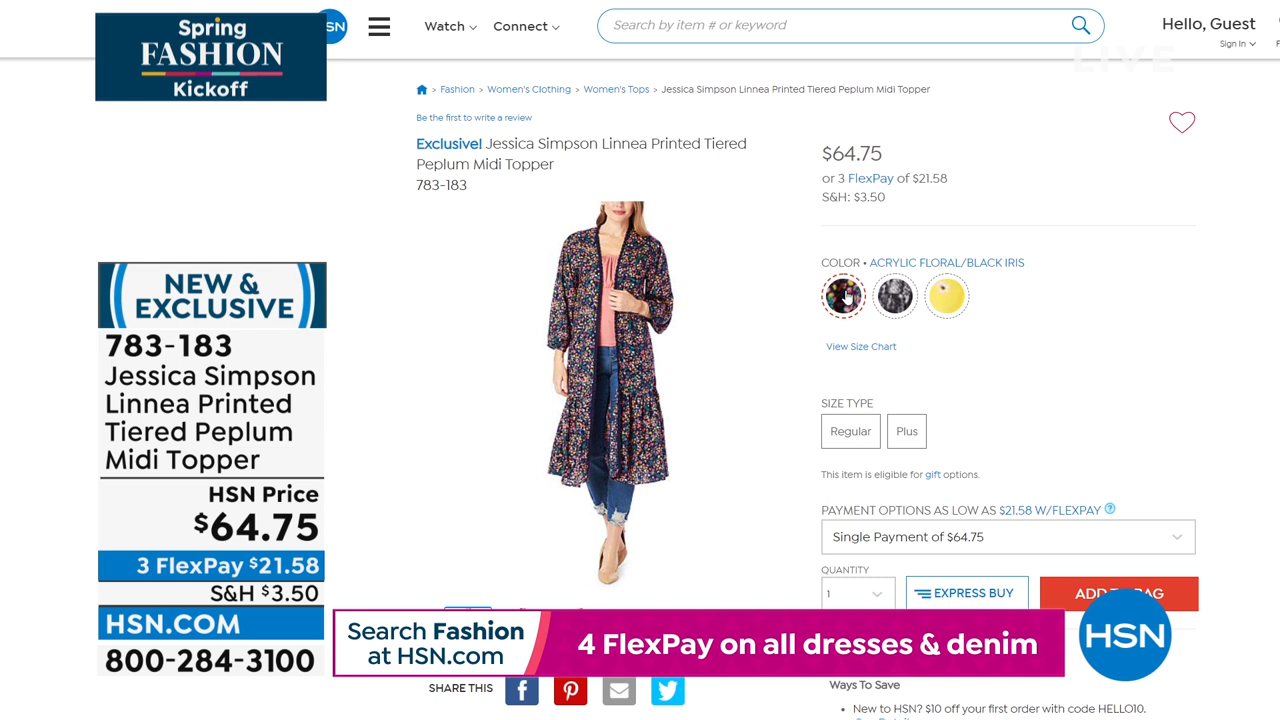 Spring
FASHION
Kickoff
SN
Watch
Connect
Search by item # or keyword
Hello, Guest
Sign In
LIVE
> Fashion > Women's Clothing > Women's Tops > Jessica Simpson Linnea Printed Tiered Peplum Midi Topper
Be the first to write a review
Exclusive! Jessica Simpson Linnea Printed Tiered
Peplum Midi Topper
783-183
$64.75
or 3 FlexPay of $21.58
S&H: $3.50
COLOR • ACRYLIC FLORAL/BLACK IRIS
View Size Chart
SIZE TYPE
Regular
Plus
This item is eligible for gift options.
PAYMENT OPTIONS AS LOW AS $21.58 W/FLEXPAY ?
Single Payment of $64.75
QUANTITY
1
EXPRESS BUY
NEW &
EXCLUSIVE
783-183
Jessica Simpson
Linnea Printed
Tiered Peplum
Midi Topper
HSN Price
$64.75
3 FlexPay $21.58
S&H $3.50
HSN.COM
800-284-3100
Search Fashion
at HSN.com
4 FlexPay on all dresses & denim
HSN
SHARE THIS
Ways To Save
• New to HSN? $10 off your first order with code HELLO10.